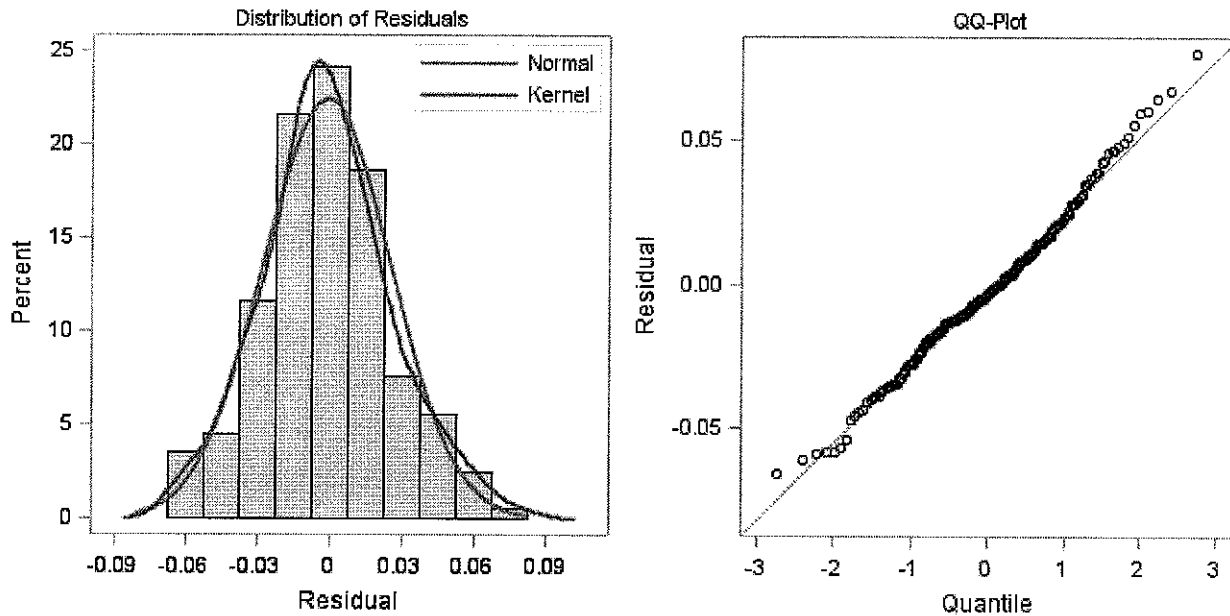 Distribution of Residuals
25
20
15
10
5
0
Percent
Normal
Kernel
-0.09 -0.06 -0.03 0 0.03 0.06 0.09
Residual
QQ-Plot
0.05
0.00
-0.05
Residual
-3 -2 -1 0 1 2 3
Quantile